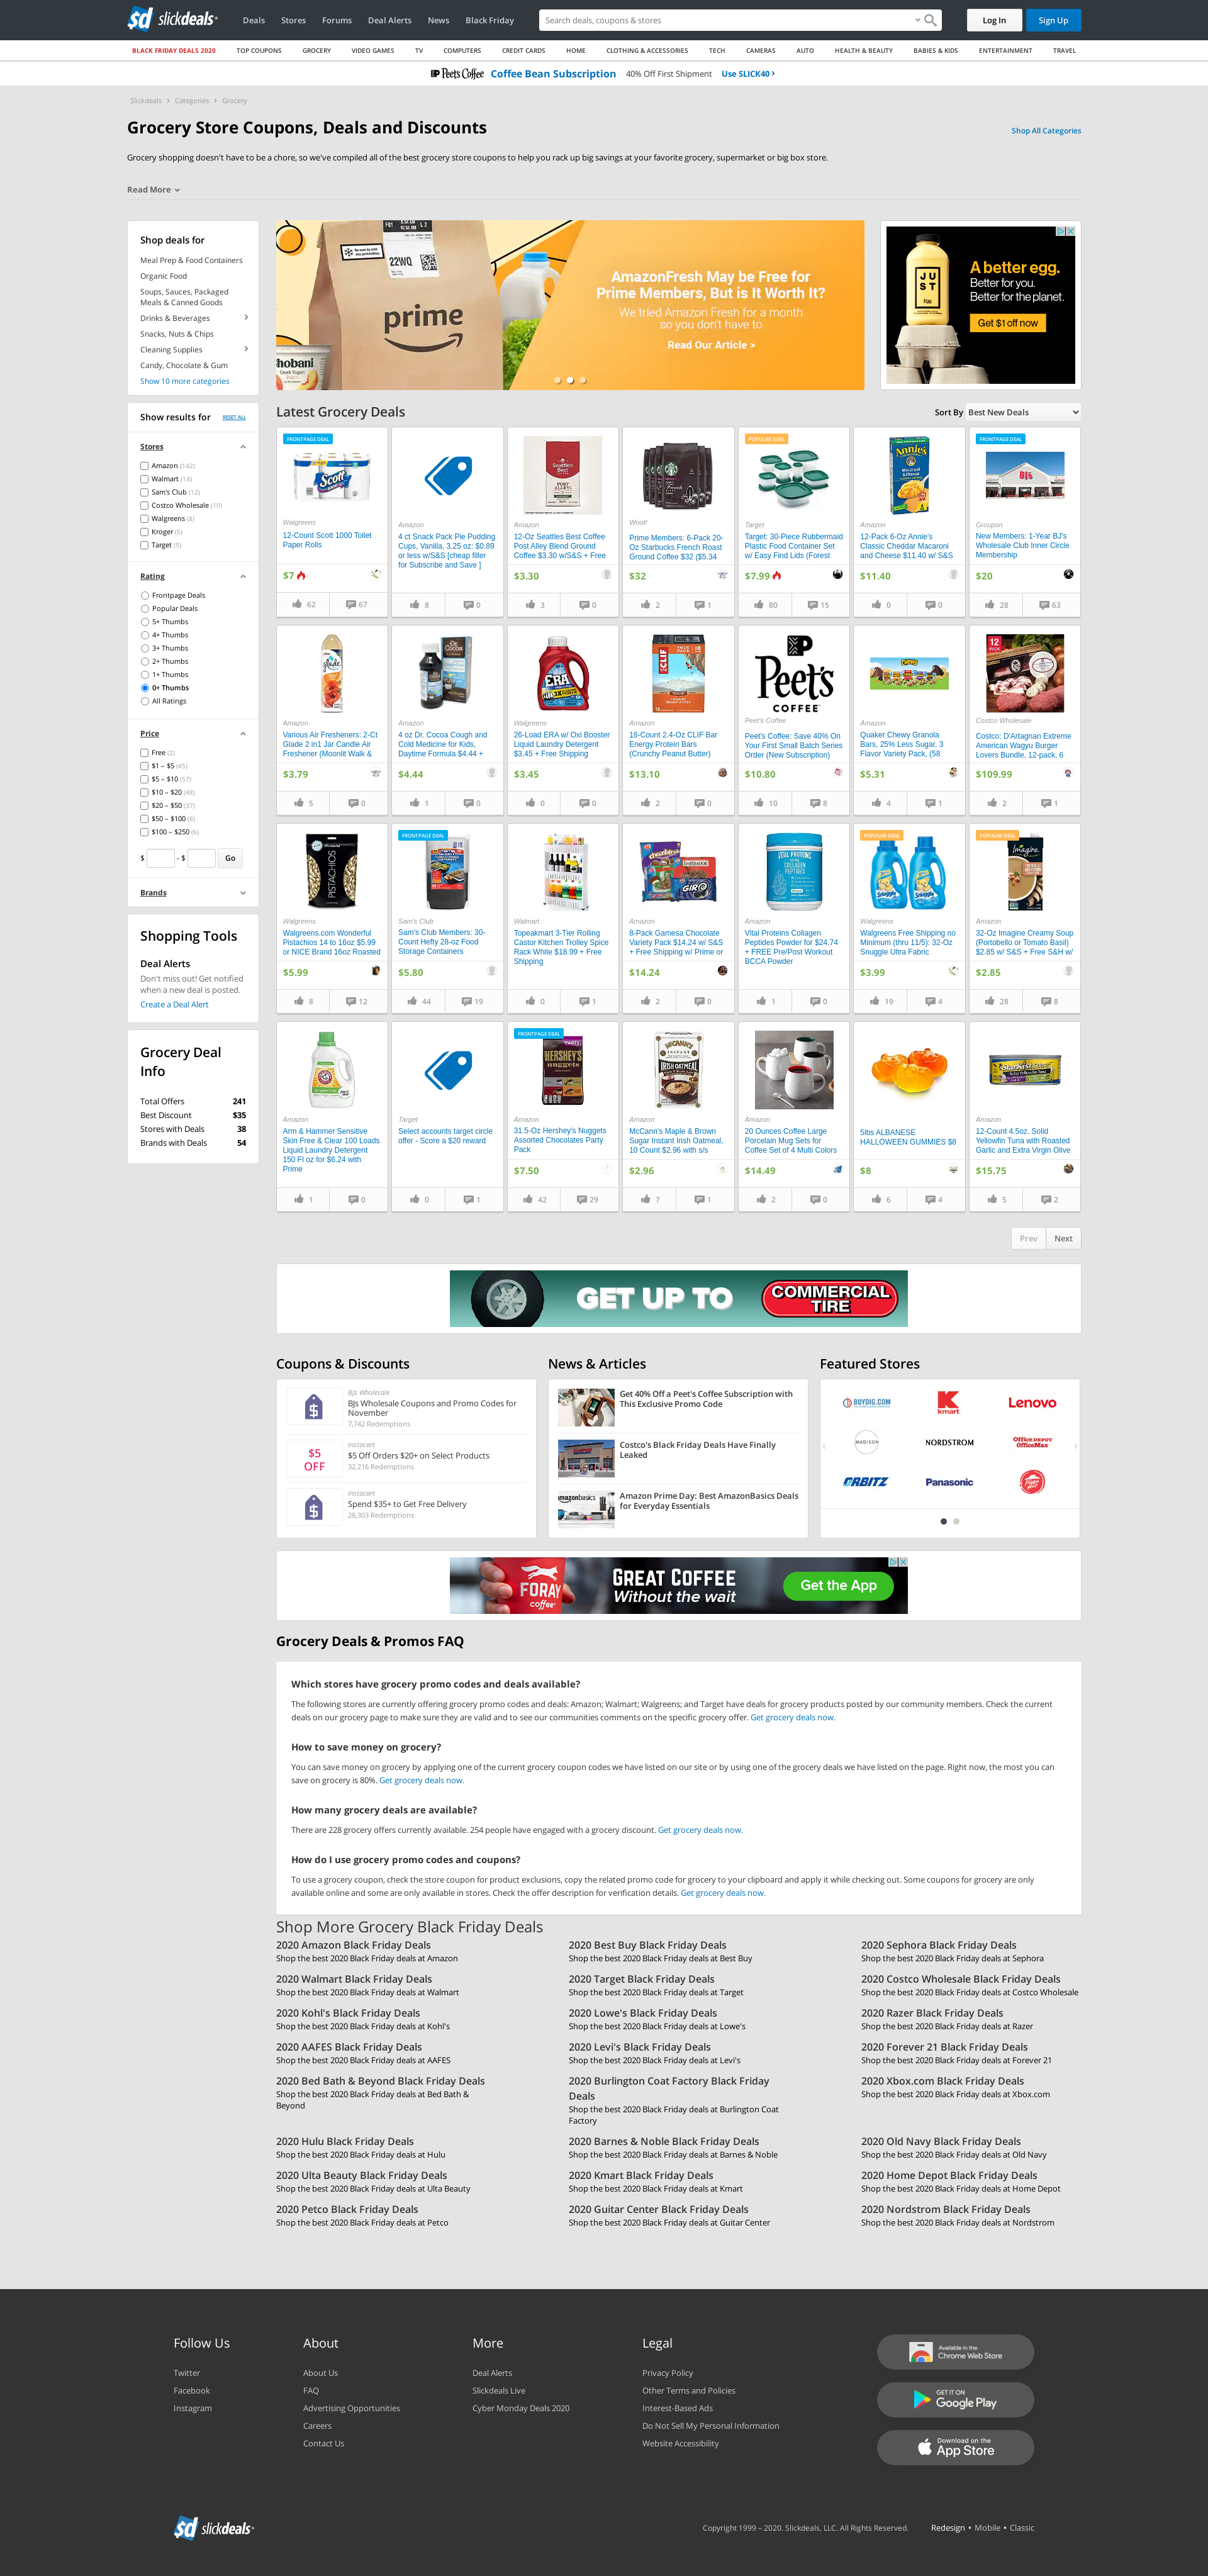 slickdeals
Deals Stores Forums Deal Alerts News Black Friday
Search deals, coupons & stores
Log In Sign Up
BLACK FRIDAY DEALS 2020 TOP COUPONS GROCERY VIDEO GAMES TV COMPUTERS CREDIT CARDS HOME CLOTHING & ACCESSORIES TECH CAMERAS AUTO HEALTH & BEAUTY BABIES & KIDS ENTERTAINMENT TRAVEL
Peet's Coffee Coffee Bean Subscription 40% Off First Shipment Use SLICK40 >
Slickdeals > Categories > Grocery
Grocery Store Coupons, Deals and Discounts
Shop All Categories
Grocery shopping doesn't have to be a chore, so we've compiled all of the best grocery store coupons to help you rack up big savings at your favorite grocery, supermarket or big box store.
Read More
Shop deals for
Meal Prep & Food Containers
Organic Food
Soups, Sauces, Packaged
Meals & Canned Goods
Drinks & Beverages
Snacks, Nuts & Chips
Cleaning Supplies
Candy, Chocolate & Gum
Show 10 more categories
Show results for RESET ALL
Stores
Amazon (142)
Walmart (14)
Sam's Club (12)
Costco Wholesale (10)
Walgreens (8)
Kroger (5)
Target (5)
Rating
Frontpage Deals
Popular Deals
5+ Thumbs
4+ Thumbs
3+ Thumbs
2+ Thumbs
1+ Thumbs
0+ Thumbs
All Ratings
Price
Free (2)
$1 – $5 (45)
$5 – $10 (57)
$10 – $20 (48)
$20 – $50 (37)
$50 – $100 (8)
$100 – $250 (6)
$ - $ Go
Brands
Shopping Tools
Deal Alerts
Don't miss out! Get notified
when a new deal is posted.
Create a Deal Alert
Grocery Deal
Info
Total Offers 241
Best Discount $35
Stores with Deals 38
Brands with Deals 54
22WQ
prime
hobani
AmazonFresh May be Free for
Prime Members, But is It Worth It?
We tried Amazon Fresh for a month
so you don't have to
Read Our Article >
JUST
Egg
A better egg.
Better for you.
Better for the planet.
Get $1 off now
Latest Grocery Deals
Sort By Best New Deals
FRONTPAGE DEAL
Scott
Walgreens
12-Count Scott 1000 Toilet
Paper Rolls
$7
62 67
Amazon
4 ct Snack Pack Pie Pudding
Cups, Vanilla, 3.25 oz: $0.89
or less w/S&S [cheap filler
for Subscribe and Save ]
8 0
Seattle's Best
POST ALLEY
Amazon
12-Oz Seattle's Best Coffee
Post Alley Blend Ground
Coffee $3.30 w/S&S + Free
$3.30
3 0
Woot!
Prime Members: 6-Pack 20-
Oz Starbucks French Roast
Ground Coffee $32 ($5.34
$32
2 1
POPULAR DEAL
Target
Target: 30-Piece Rubbermaid
Plastic Food Container Set
w/ Easy Find Lids (Forest
$7.99
80 15
Annie's
Amazon
12-Pack 6-Oz Annie's
Classic Cheddar Macaroni
and Cheese $11.40 w/ S&S
$11.40
0 0
FRONTPAGE DEAL
BJ's
Groupon
New Members: 1-Year BJ's
Wholesale Club Inner Circle
Membership
$20
28 63
glade
Amazon
Various Air Fresheners: 2-Ct
Glade 2 in1 Jar Candle Air
Freshener (Moonlit Walk &
$3.79
5 0
Amazon
4 oz Dr. Cocoa Cough and
Cold Medicine for Kids,
Daytime Formula $4.44 +
$4.44
1 0
ERA
Walgreens
26-Load ERA w/ Oxi Booster
Liquid Laundry Detergent
$3.45 + Free Shipping
$3.45
0 0
CLIF
Amazon
18-Count 2.4-Oz CLIF Bar
Energy Protein Bars
(Crunchy Peanut Butter)
$13.10
2 0
Peet's
COFFEE
Peet's Coffee
Peet's Coffee: Save 40% On
Your First Small Batch Series
Order (New Subscription)
$10.80
10 8
Amazon
Quaker Chewy Granola
Bars, 25% Less Sugar, 3
Flavor Variety Pack, (58
$5.31
4 1
12
Costco Wholesale
Costco: D'Artagnan Extreme
American Wagyu Burger
Lovers Bundle, 12-pack, 6
$109.99
2 1
PISTACHIOS
Walgreens
Walgreens.com Wonderful
Pistachios 14 to 16oz $5.99
or NICE Brand 16oz Roasted
$5.99
8 12
FRONTPAGE DEAL
Sam's Club
Sam's Club Members: 30-
Count Hefty 28-oz Food
Storage Containers
$5.80
44 19
Walmart
Topeakmart 3-Tier Rolling
Castor Kitchen Trolley Spice
Rack White $18.99 + Free
Shipping
0 1
Amazon
8-Pack Gamesa Chocolate
Variety Pack $14.24 w/ S&S
+ Free Shipping w/ Prime or
$14.24
2 0
VITAL PROTEINS
COLLAGEN
PEPTIDES
Amazon
Vital Proteins Collagen
Peptides Powder for $24.74
+ FREE Pre/Post Workout
BCCA Powder
1 0
POPULAR DEAL
Snuggle Snuggle
Walgreens
Walgreens Free Shipping no
Minimum (thru 11/5): 32-Oz
Snuggle Ultra Fabric
$3.99
19 4
POPULAR DEAL
Imagine
Amazon
32-Oz Imagine Creamy Soup
(Portobello or Tomato Basil)
$2.85 w/ S&S + Free S&H w/
$2.85
28 8
Amazon
Arm & Hammer Sensitive
Skin Free & Clear 100 Loads
Liquid Laundry Detergent
150 Fl oz for $6.24 with
Prime
1 0
Target
Select accounts target circle
offer - Score a $20 reward
0 1
FRONTPAGE DEAL
HERSHEY'S
nuggets
Amazon
31.5-Oz Hershey's Nuggets
Assorted Chocolates Party
Pack
$7.50
42 29
McCANN'S
IRISH OATMEAL
Amazon
McCann's Maple & Brown
Sugar Instant Irish Oatmeal,
10 Count $2.96 with s/s
$2.96
7 1
Amazon
20 Ounces Coffee Large
Porcelain Mug Sets for
Coffee Set of 4 Multi Colors
$14.49
2 0
5lbs ALBANESE
HALLOWEEN GUMMIES $8
$8
6 4
Amazon
12-Count 4.5oz. Solid
Yellowfin Tuna with Roasted
Garlic and Extra Virgin Olive
$15.75
5 2
Prev Next
GET UP TO COMMERCIAL TIRE
Coupons & Discounts
BJs Wholesale
BJs Wholesale Coupons and Promo Codes for
November
7,742 Redemptions
$5
OFF
Instacart
$5 Off Orders $20+ on Select Products
32,216 Redemptions
Instacart
Spend $35+ to Get Free Delivery
28,303 Redemptions
News & Articles
Get 40% Off a Peet's Coffee Subscription with
This Exclusive Promo Code
Costco's Black Friday Deals Have Finally
Leaked
amazonbasics
Amazon Prime Day: Best AmazonBasics Deals
for Everyday Essentials
Featured Stores
BUYDIG.COM kmart Lenovo
MADISON NORDSTROM Office DEPOT OfficeMax
ORBITZ Panasonic
FORAY coffee GREAT COFFEE
Without the wait
Get the App
Grocery Deals & Promos FAQ
Which stores have grocery promo codes and deals available?
The following stores are currently offering grocery promo codes and deals: Amazon; Walmart; Walgreens; and Target have deals for grocery products posted by our community members. Check the current
deals on our grocery page to make sure they are valid and to see our communities comments on the specific grocery offer. Get grocery deals now.
How to save money on grocery?
You can save money on grocery by applying one of the current grocery coupon codes we have listed on our site or by using one of the grocery deals we have listed on the page. Right now, the most you can
save on grocery is 80%. Get grocery deals now.
How many grocery deals are available?
There are 228 grocery offers currently available. 254 people have engaged with a grocery discount. Get grocery deals now.
How do I use grocery promo codes and coupons?
To use a grocery coupon, check the store coupon for product exclusions, copy the related promo code for grocery to your clipboard and apply it while checking out. Some coupons for grocery are only
available online and some are only available in stores. Check the offer description for verification details. Get grocery deals now.
Shop More Grocery Black Friday Deals
2020 Amazon Black Friday Deals
Shop the best 2020 Black Friday deals at Amazon
2020 Best Buy Black Friday Deals
Shop the best 2020 Black Friday deals at Best Buy
2020 Sephora Black Friday Deals
Shop the best 2020 Black Friday deals at Sephora
2020 Walmart Black Friday Deals
Shop the best 2020 Black Friday deals at Walmart
2020 Target Black Friday Deals
Shop the best 2020 Black Friday deals at Target
2020 Costco Wholesale Black Friday Deals
Shop the best 2020 Black Friday deals at Costco Wholesale
2020 Kohl's Black Friday Deals
Shop the best 2020 Black Friday deals at Kohl's
2020 Lowe's Black Friday Deals
Shop the best 2020 Black Friday deals at Lowe's
2020 Razer Black Friday Deals
Shop the best 2020 Black Friday deals at Razer
2020 AAFES Black Friday Deals
Shop the best 2020 Black Friday deals at AAFES
2020 Levi's Black Friday Deals
Shop the best 2020 Black Friday deals at Levi's
2020 Forever 21 Black Friday Deals
Shop the best 2020 Black Friday deals at Forever 21
2020 Bed Bath & Beyond Black Friday Deals
Shop the best 2020 Black Friday deals at Bed Bath &
Beyond
2020 Burlington Coat Factory Black Friday
Deals
Shop the best 2020 Black Friday deals at Burlington Coat
Factory
2020 Xbox.com Black Friday Deals
Shop the best 2020 Black Friday deals at Xbox.com
2020 Hulu Black Friday Deals
Shop the best 2020 Black Friday deals at Hulu
2020 Barnes & Noble Black Friday Deals
Shop the best 2020 Black Friday deals at Barnes & Noble
2020 Old Navy Black Friday Deals
Shop the best 2020 Black Friday deals at Old Navy
2020 Ulta Beauty Black Friday Deals
Shop the best 2020 Black Friday deals at Ulta Beauty
2020 Kmart Black Friday Deals
Shop the best 2020 Black Friday deals at Kmart
2020 Home Depot Black Friday Deals
Shop the best 2020 Black Friday deals at Home Depot
2020 Petco Black Friday Deals
Shop the best 2020 Black Friday deals at Petco
2020 Guitar Center Black Friday Deals
Shop the best 2020 Black Friday deals at Guitar Center
2020 Nordstrom Black Friday Deals
Shop the best 2020 Black Friday deals at Nordstrom
Follow Us
Twitter
Facebook
Instagram
About
About Us
FAQ
Advertising Opportunities
Careers
Contact Us
More
Deal Alerts
Slickdeals Live
Cyber Monday Deals 2020
Legal
Privacy Policy
Other Terms and Policies
Interest-Based Ads
Do Not Sell My Personal Information
Website Accessibility
Available in the
Chrome Web Store
GET IT ON
Google Play
Download on the
App Store
slickdeals
Copyright 1999 – 2020. Slickdeals, LLC. All Rights Reserved. Redesign • Mobile • Classic